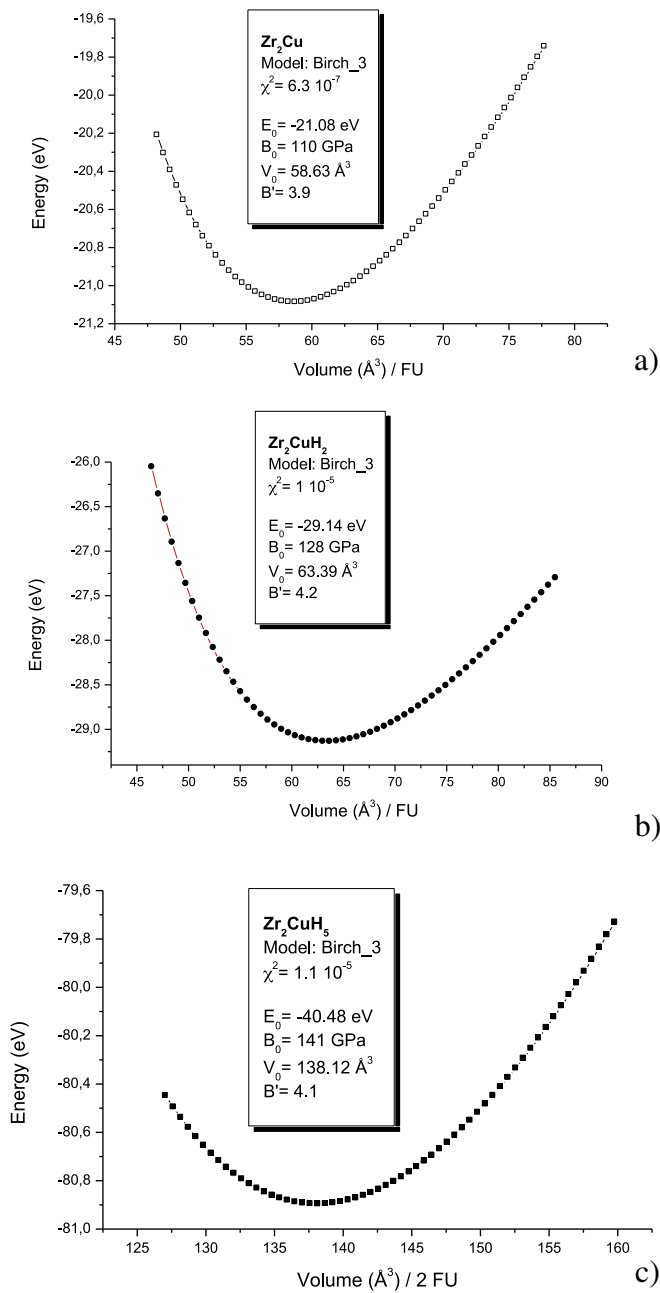 -19,6
-19,8
-20,0
-20,2
-20,4
-20,6
-20,8
-21,0
-21,2
Energy (eV)
Zr₂Cu
Model: Birch_3
χ²= 6.3 10⁻⁷
E₀= -21.08 eV
B₀= 110 GPa
V₀= 58.63 Å³
B'= 3.9
45 50 55 60 65 70 75 80
Volume (Å³) / FU
a)
-26,0
-26,5
-27,0
-27,5
-28,0
-28,5
-29,0
Energy (eV)
Zr₂CuH₂
Model: Birch_3
χ²= 1 10⁻⁵
E₀= -29.14 eV
B₀= 128 GPa
V₀= 63.39 Å³
B'= 4.2
45 50 55 60 65 70 75 80 85 90
Volume (Å³) / FU
b)
-79,6
-79,8
-80,0
-80,2
-80,4
-80,6
-80,8
-81,0
Energy (eV)
Zr₂CuH₅
Model: Birch_3
χ²= 1.1 10⁻⁵
E₀= -40.48 eV
B₀= 141 GPa
V₀= 138.12 Å³
B'= 4.1
125 130 135 140 145 150 155 160
Volume (Å³) / 2 FU
c)